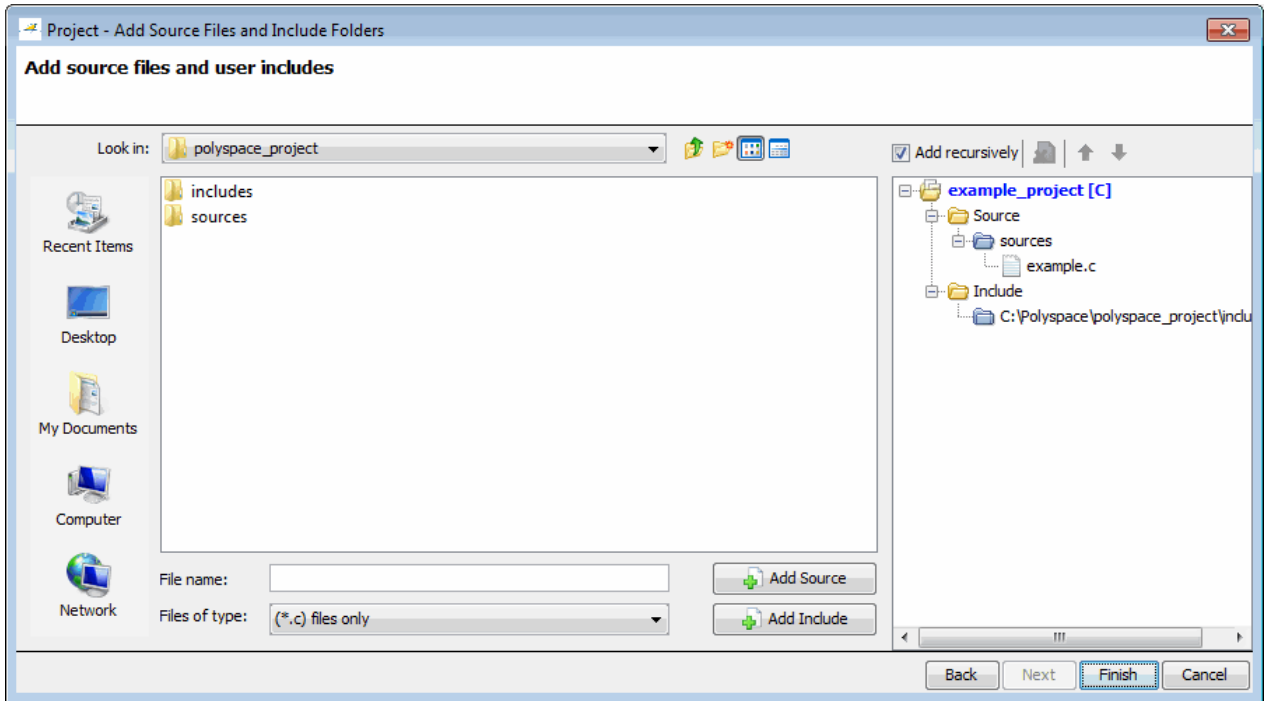 Project - Add Source Files and Include Folders
Add source files and user includes
Look in:
polyspace_project
Add recursively
includes
sources
Recent Items
Desktop
My Documents
Computer
Network
example_project [C]
Source
sources
example.c
Include
C:\Polyspace\polyspace_project\inclu
File name:
Add Source
Files of type:
(*.c) files only
Add Include
Back
Next
Finish
Cancel